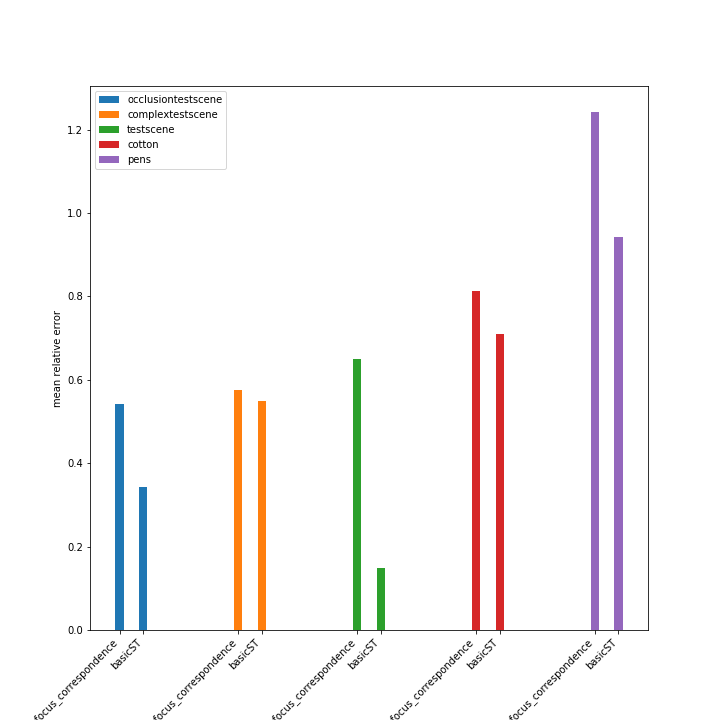 occlusiontestscene
complextestscene
testscene
cotton
pens
mean relative error
1.2
1.0
0.8
0.6
0.4
0.2
0.0
focus_correspondence
basicST
focus_correspondence
basicST
focus_correspondence
basicST
focus_correspondence
basicST
focus_correspondence
basicST